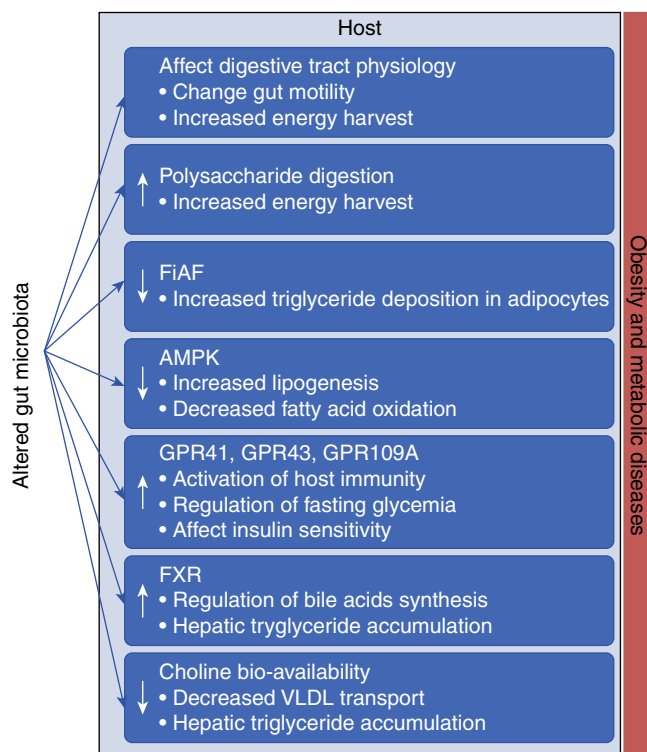 Host
Affect digestive tract physiology
• Change gut motility
• Increased energy harvest
↑ Polysaccharide digestion
• Increased energy harvest
↓ FiAF
• Increased triglyceride deposition in adipocytes
↓ AMPK
• Increased lipogenesis
• Decreased fatty acid oxidation
↑ GPR41, GPR43, GPR109A
• Activation of host immunity
• Regulation of fasting glycemia
• Affect insulin sensitivity
↑ FXR
• Regulation of bile acids synthesis
• Hepatic tryglyceride accumulation
↓ Choline bio-availability
• Decreased VLDL transport
• Hepatic triglyceride accumulation
Altered gut microbiota
Obesity and metabolic diseases